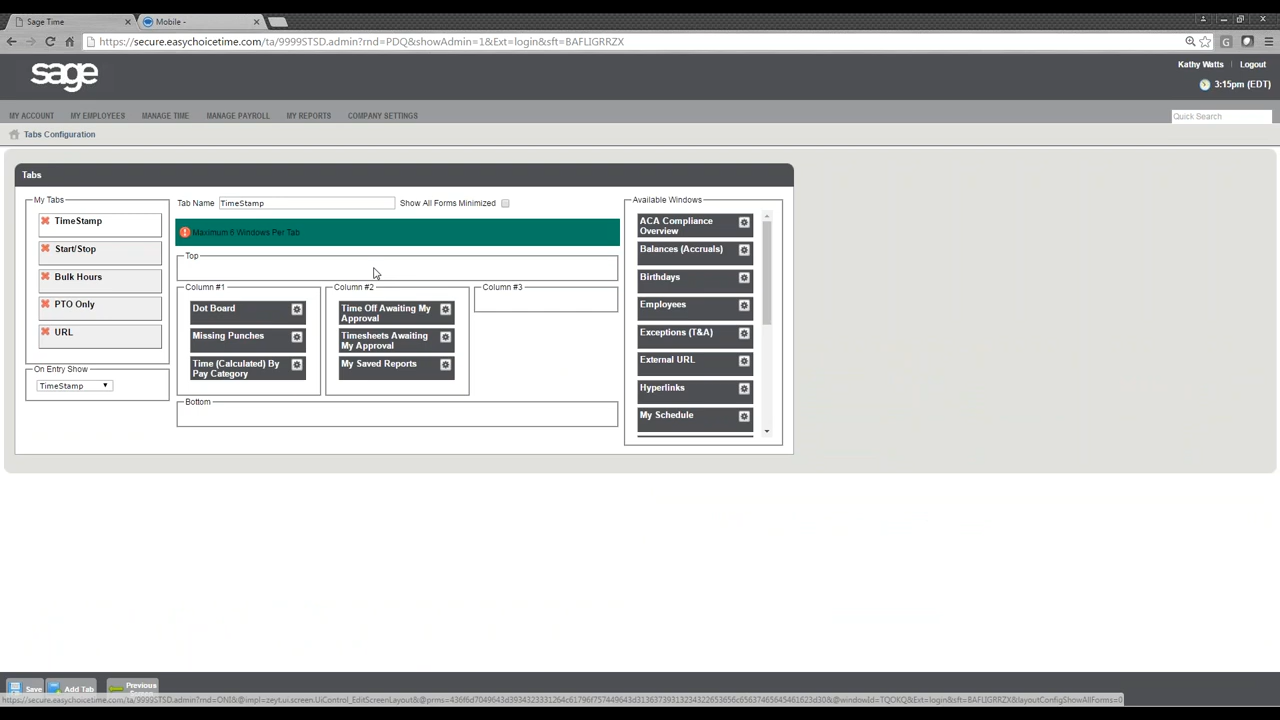 Sage Time
Mobile -
https://secure.easychoicetime.com/ta/9999STSD.admin?rnd=PDQ&showAdmin=1&Ext=login&sft=BAFLIGRRZX
sage
Kathy Watts
Logout
3:15pm (EDT)
MY ACCOUNT
MY EMPLOYEES
MANAGE TIME
MANAGE PAYROLL
MY REPORTS
COMPANY SETTINGS
Quick Search
Tabs Configuration
Tabs
My Tabs
TimeStamp
Start/Stop
Bulk Hours
PTO Only
URL
On Entry Show
TimeStamp
Tab Name
TimeStamp
Show All Forms Minimized
Maximum 6 Windows Per Tab
Top
Column #1
Dot Board
Missing Punches
Time (Calculated) By
Pay Category
Column #2
Time Off Awaiting My
Approval
Timesheets Awaiting
My Approval
My Saved Reports
Column #3
Bottom
Available Windows
ACA Compliance
Overview
Balances (Accruals)
Birthdays
Employees
Exceptions (T&A)
External URL
Hyperlinks
My Schedule
Save
Add Tab
Previous